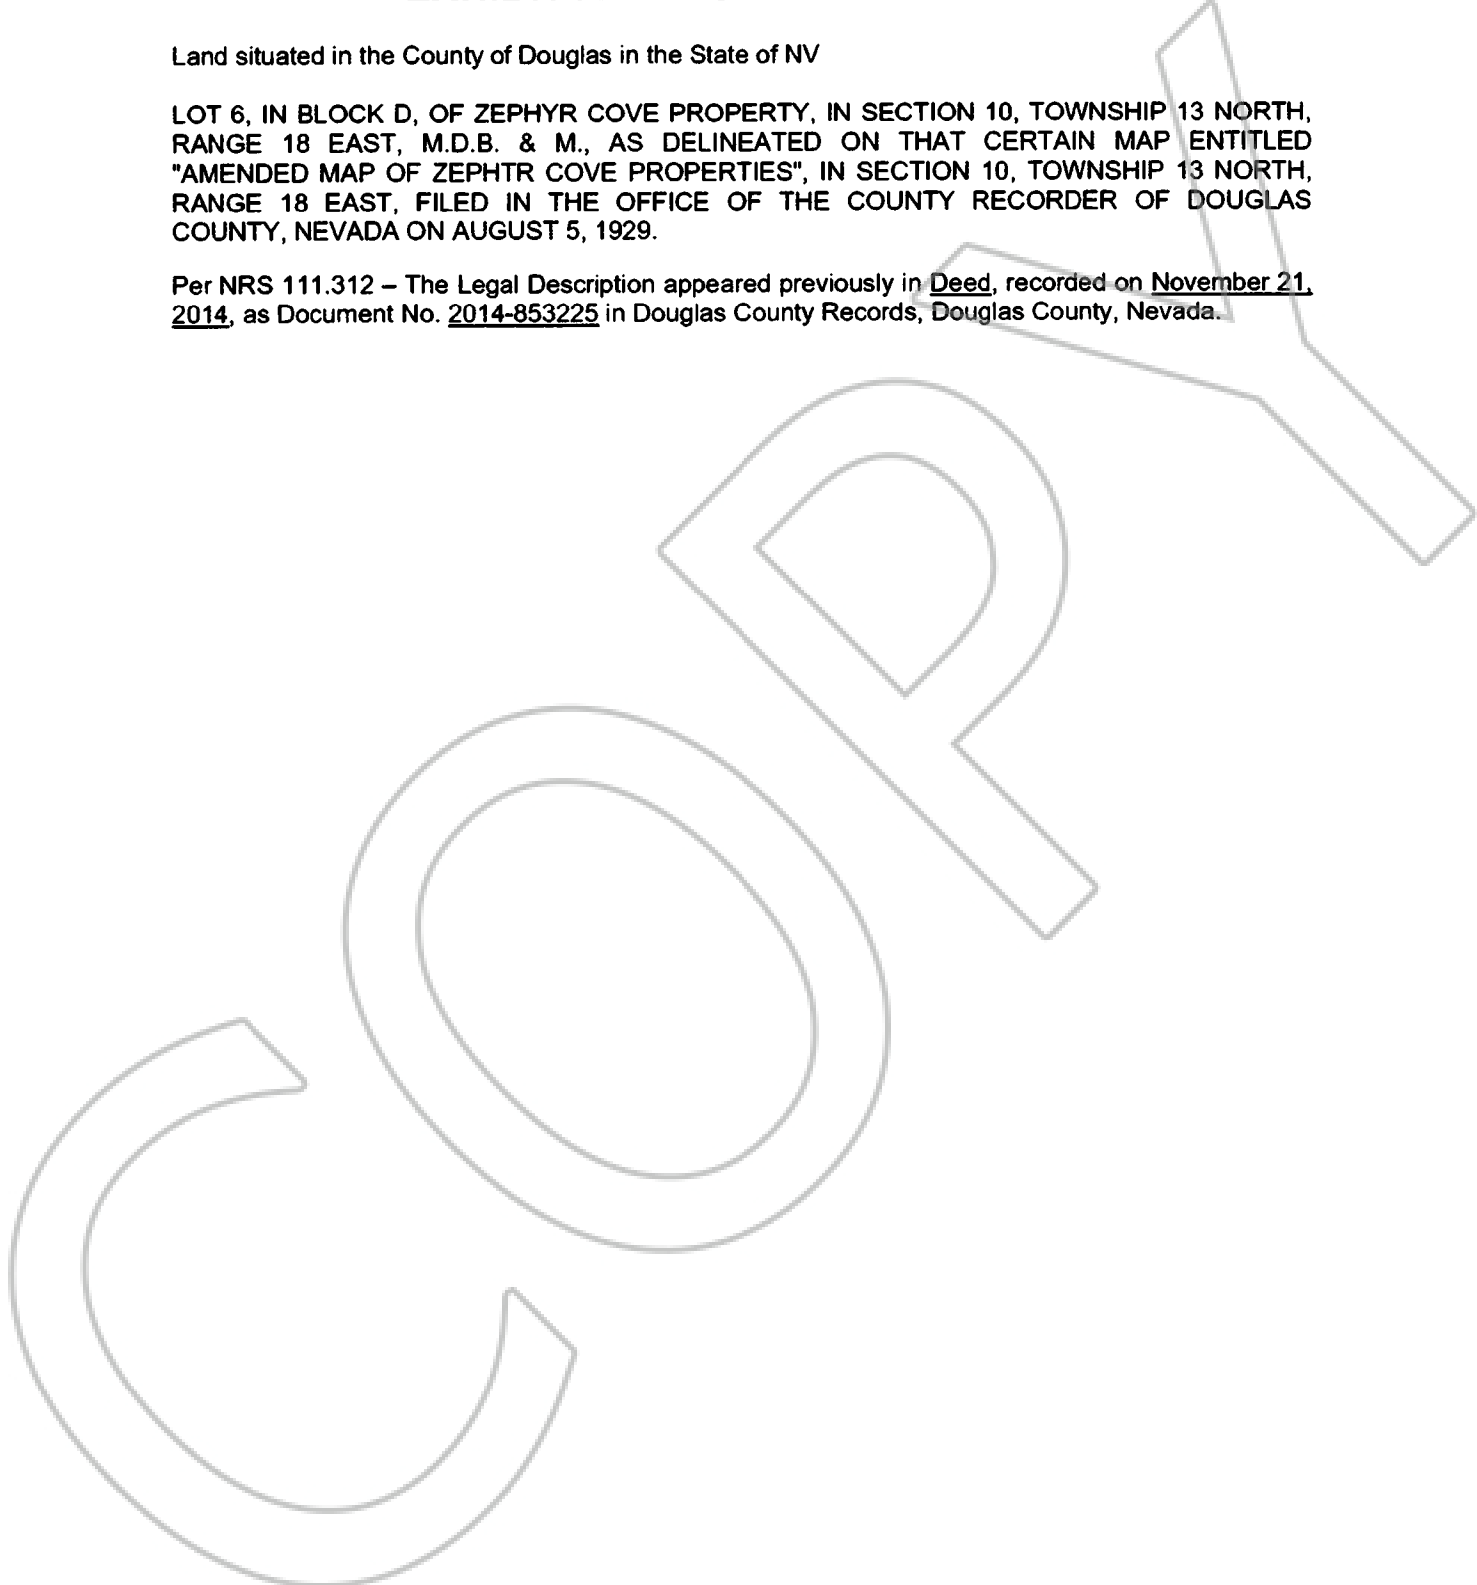 Land situated in the County of Douglas in the State of NV
LOT 6, IN BLOCK D, OF ZEPHYR COVE PROPERTY, IN SECTION 10, TOWNSHIP 13 NORTH,
RANGE 18 EAST, M.D.B. & M., AS DELINEATED ON THAT CERTAIN MAP ENTITLED
"AMENDED MAP OF ZEPHTR COVE PROPERTIES", IN SECTION 10, TOWNSHIP 13 NORTH,
RANGE 18 EAST, FILED IN THE OFFICE OF THE COUNTY RECORDER OF DOUGLAS
COUNTY, NEVADA ON AUGUST 5, 1929.
Per NRS 111.312 – The Legal Description appeared previously in Deed, recorded on November 21,
2014, as Document No. 2014-853225 in Douglas County Records, Douglas County, Nevada.
COPY